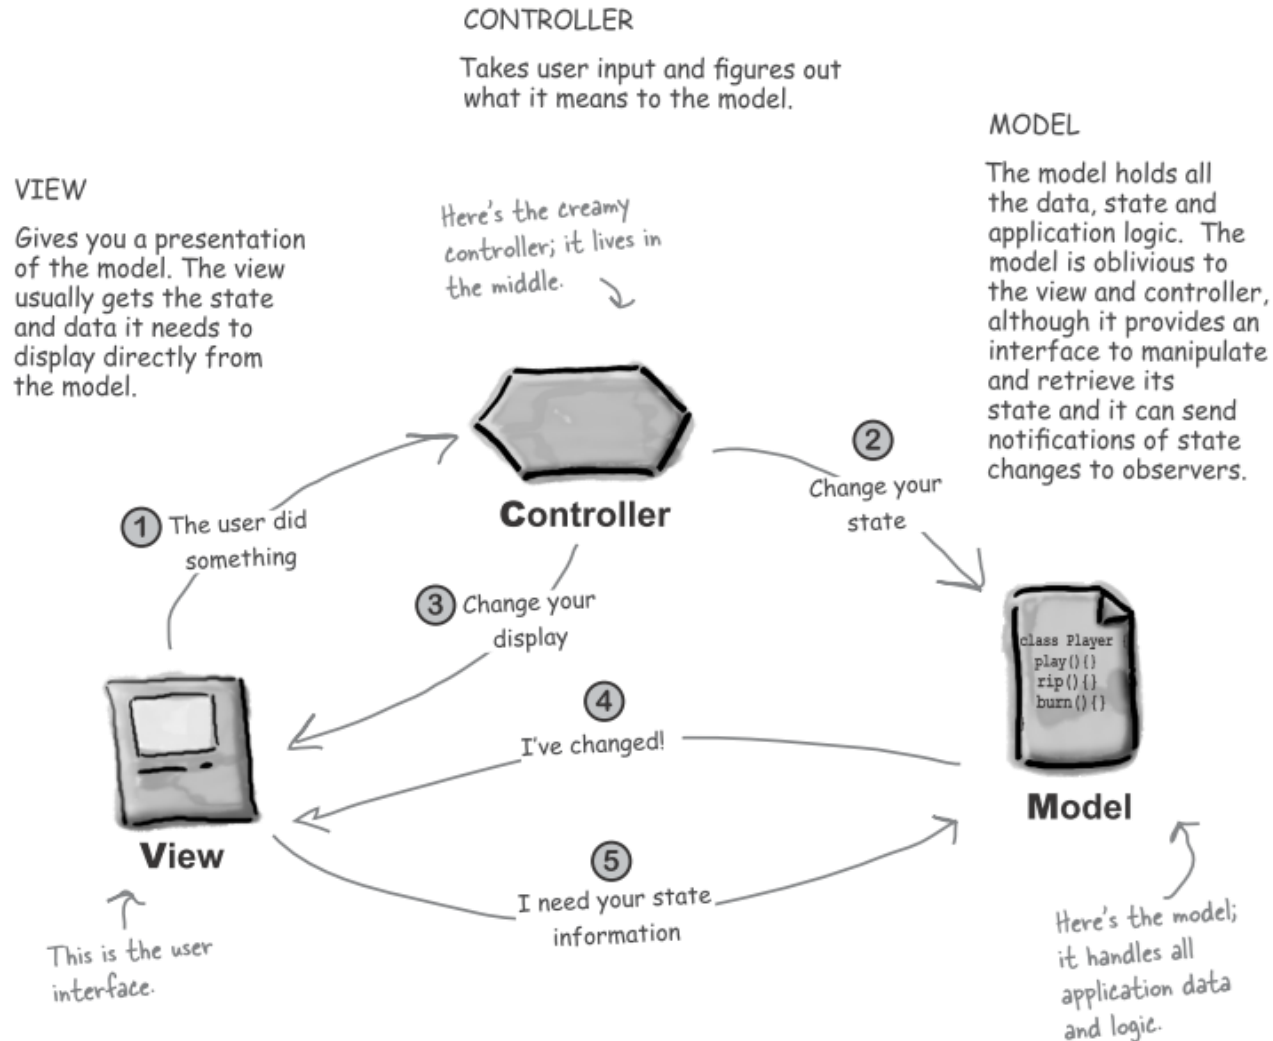 CONTROLLER
Takes user input and figures out
what it means to the model.
MODEL
The model holds all
the data, state and
application logic. The
model is oblivious to
the view and controller,
although it provides an
interface to manipulate
and retrieve its
state and it can send
notifications of state
changes to observers.
VIEW
Gives you a presentation
of the model. The view
usually gets the state
and data it needs to
display directly from
the model.
Here's the creamy
controller; it lives in
the middle.
Controller
1 The user did
something
2
Change your
state
3 Change your
display
class Player {
play(){}
rip(){}
burn(){}
4
I've changed!
Model
View
5
I need your state
information
This is the user
interface.
Here's the model;
it handles all
application data
and logic.